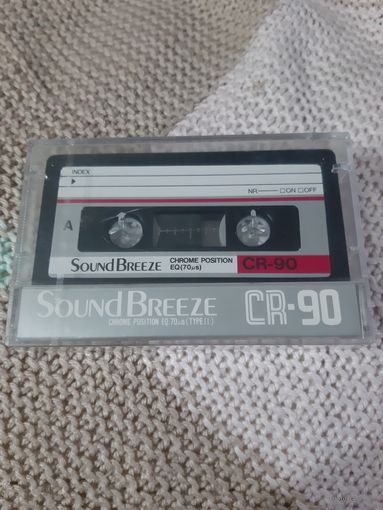 INDEX
NR ☐ON ☐OFF
A
SOUND BREEZE CHROME POSITION
EQ(70μs) CR-90
SOUND BREEZE CR-90
CHROME POSITION EQ 70μs (TYPE II)